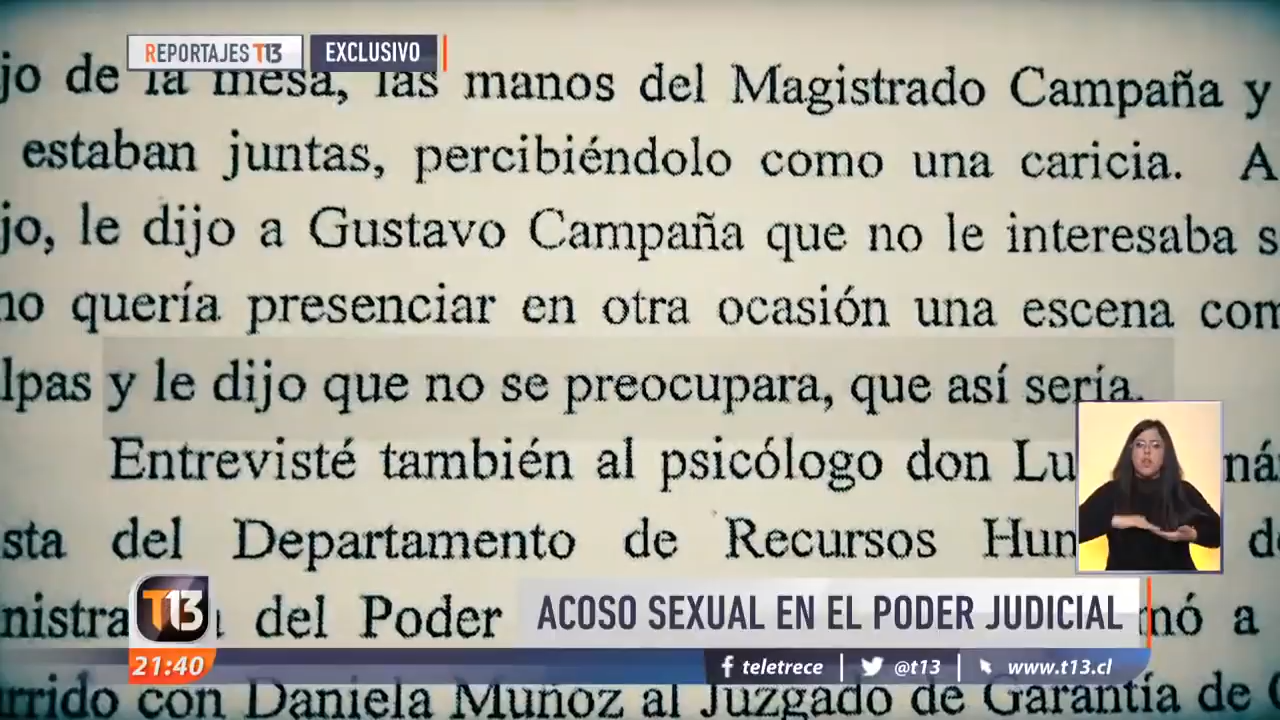 REPORTAJES T13 EXCLUSIVO
jo de la mesa, las manos del Magistrado Campaña y
estaban juntas, percibiéndolo como una caricia. A
jo, le dijo a Gustavo Campaña que no le interesaba s
no quería presenciar en otra ocasión una escena com
lpas y le dijo que no se preocupara, que así sería.
Entrevisté también al psicólogo don Lu ná
sta del Departamento de Recursos Hun d
nistra del Poder mó a
ACOSO SEXUAL EN EL PODER JUDICIAL
T13
21:40
teletrece @t13 www.t13.cl
rrido con Daniela Muñoz al Juzgado de Garantía de